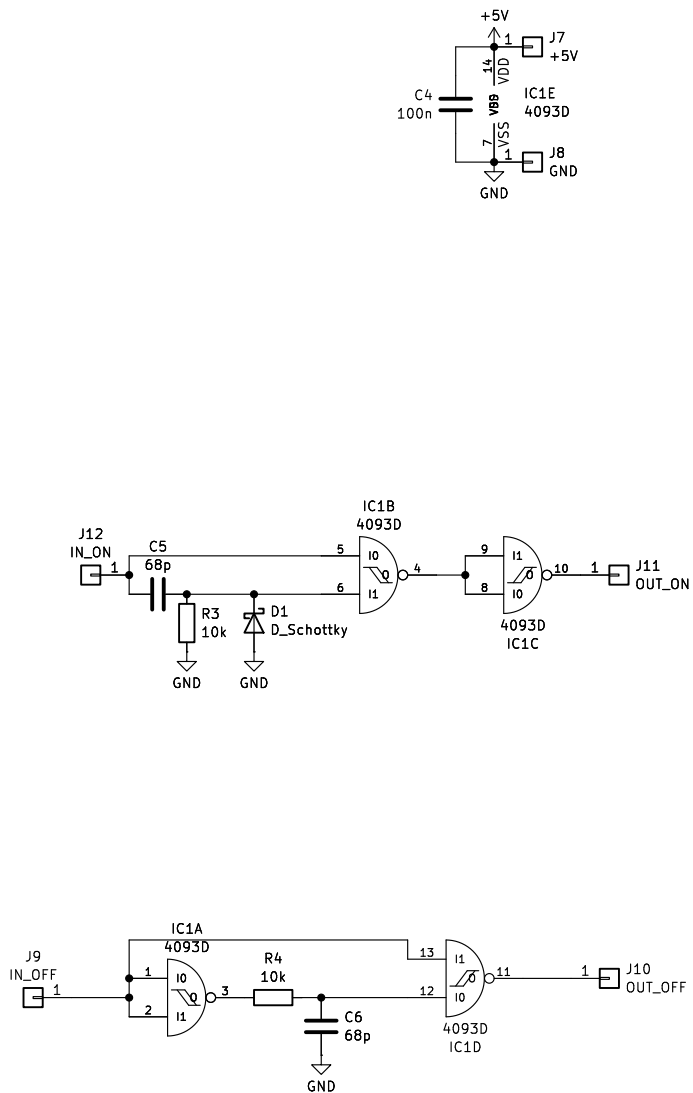 +5V
1
J7
+5V
14
VDD
C4
100n
IC1E
4093D
VSS
7
1
J8
GND
GND
IC1B
4093D
J12
IN_ON
1
C5
68p
5
I0
6
I1
4
9
I1
8
I0
10
1
J11
OUT_ON
R3
10k
D1
D_Schottky
4093D
IC1C
GND
GND
IC1A
4093D
J9
IN_OFF
1
1
I0
2
I1
3
R4
10k
13
I1
12
I0
11
1
J10
OUT_OFF
C6
68p
4093D
IC1D
GND